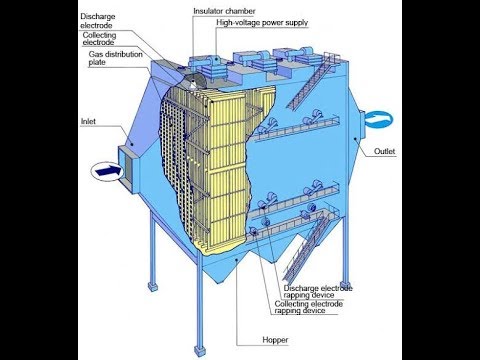 Insulator chamber
High-voltage power supply
Discharge
electrode
Collecting
electrode
Gas distribution
plate
Inlet
Outlet
Discharge electrode
rapping device
Collecting electrode
rapping device
Hopper